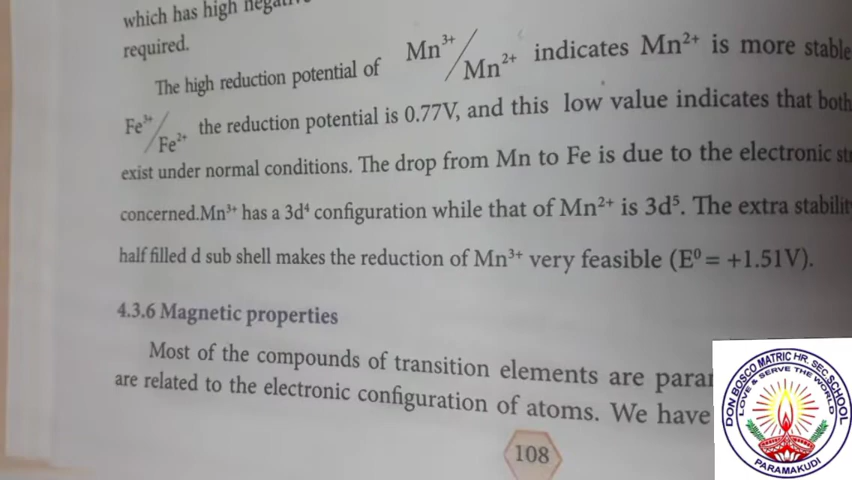 which has high
required.
The high reduction potential of Mn³⁺/Mn²⁺ indicates Mn²⁺ is more stable
Fe³⁺/Fe²⁺ the reduction potential is 0.77V, and this low value indicates that both
exist under normal conditions. The drop from Mn to Fe is due to the electronic
concerned.Mn³⁺ has a 3d⁴ configuration while that of Mn²⁺ is 3d⁵. The extra stability
half filled d sub shell makes the reduction of Mn³⁺ very feasible (E⁰ = +1.51V).
4.3.6 Magnetic properties
Most of the compounds of transition elements are
are related to the electronic configuration of atoms. We have
108
DON BOSCO MATRIC HR. SEC SCHOOL
LOVE & SERVE THE WORLD
PARAMAKUDI